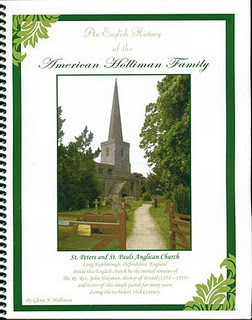 An English History
of the
American Holliman Family
St. Peters and St. Pauls Anglican Church
Long Hanborough, Oxfordshire, England
Inside this English church lie the mortal remains of
The Rt. Rev. John Holyman, Bishop of Bristol (1554 - 1558)
and rector of this simple parish for many years
during the turbulent 16th Century.
By Glenn N. Holliman